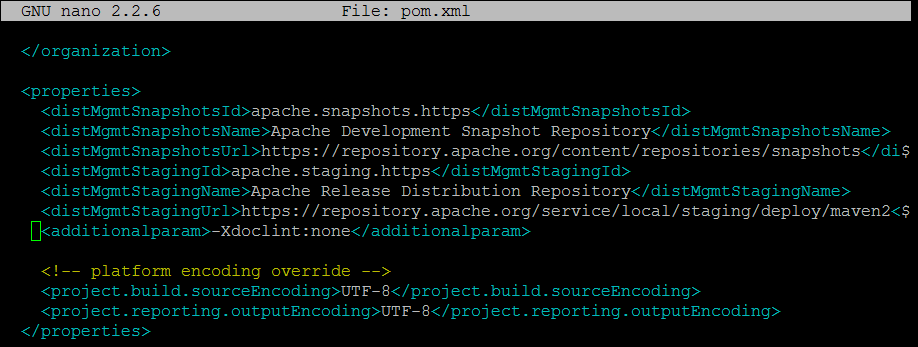 GNU nano 2.2.6 File: pom.xml
</organization>
<properties>
<distMgmtSnapshotsId>apache.snapshots.https</distMgmtSnapshotsId>
<distMgmtSnapshotsName>Apache Development Snapshot Repository</distMgmtSnapshotsName>
<distMgmtSnapshotsUrl>https://repository.apache.org/content/repositories/snapshots</di$
<distMgmtStagingId>apache.staging.https</distMgmtStagingId>
<distMgmtStagingName>Apache Release Distribution Repository</distMgmtStagingName>
<distMgmtStagingUrl>https://repository.apache.org/service/local/staging/deploy/maven2<$
<additionalparam>-Xdoclint:none</additionalparam>
<!-- platform encoding override -->
<project.build.sourceEncoding>UTF-8</project.build.sourceEncoding>
<project.reporting.outputEncoding>UTF-8</project.reporting.outputEncoding>
</properties>